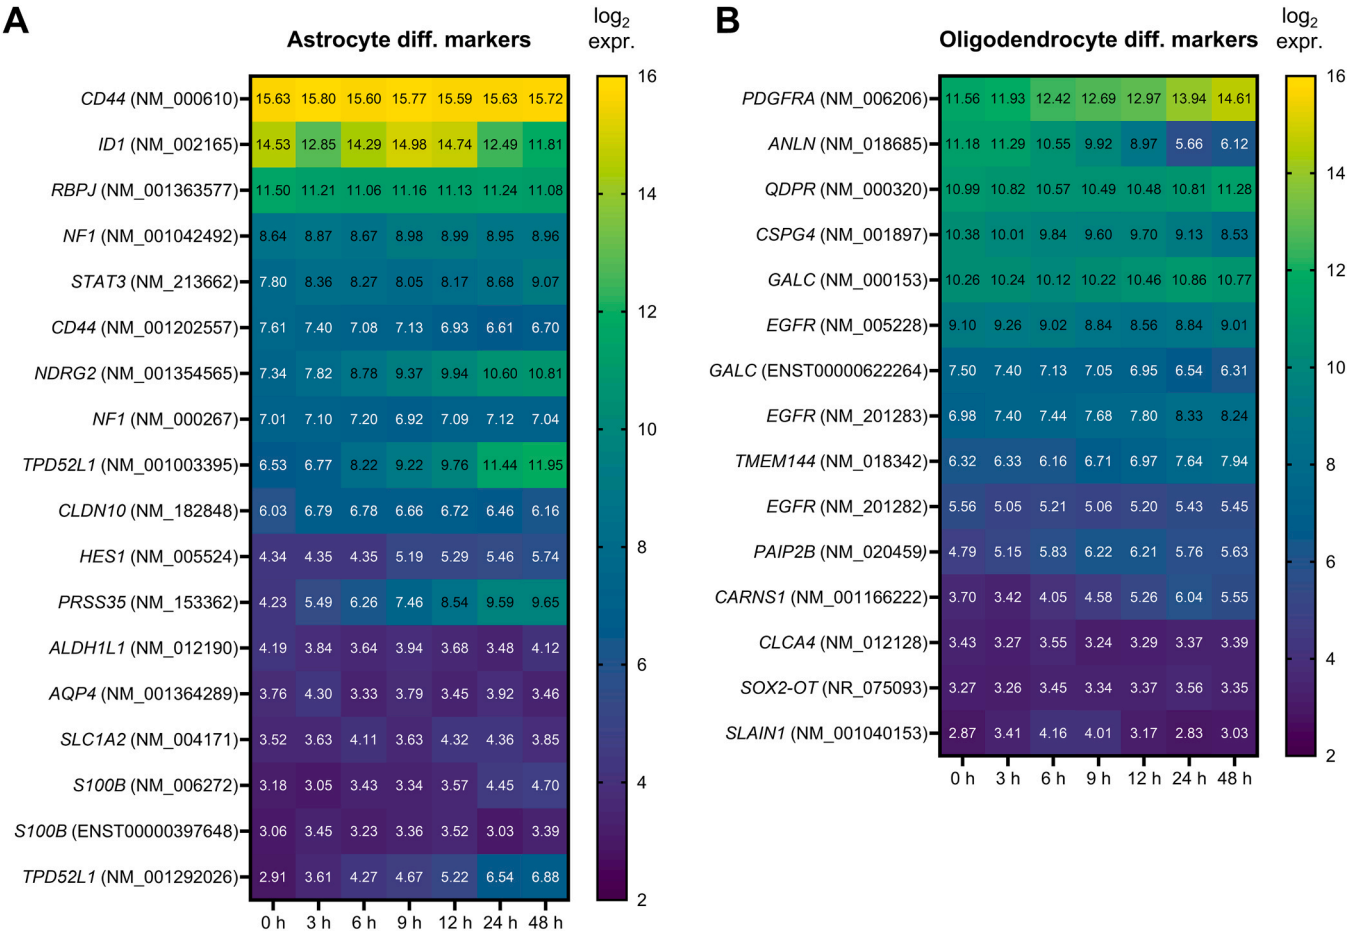 A
Astrocyte diff. markers
log2
expr.
CD44 (NM_000610) 15.63 15.80 15.60 15.77 15.59 15.63 15.72
ID1 (NM_002165) 14.53 12.85 14.29 14.98 14.74 12.49 11.81
RBPJ (NM_001363577) 11.50 11.21 11.06 11.16 11.13 11.24 11.08
NF1 (NM_001042492) 8.64 8.87 8.67 8.98 8.99 8.95 8.96
STAT3 (NM_213662) 7.80 8.36 8.27 8.05 8.17 8.68 9.07
CD44 (NM_001202557) 7.61 7.40 7.08 7.13 6.93 6.61 6.70
NDRG2 (NM_001354565) 7.34 7.82 8.78 9.37 9.94 10.60 10.81
NF1 (NM_000267) 7.01 7.10 7.20 6.92 7.09 7.12 7.04
TPD52L1 (NM_001003395) 6.53 6.77 8.22 9.22 9.76 11.44 11.95
CLDN10 (NM_182848) 6.03 6.79 6.78 6.66 6.72 6.46 6.16
HES1 (NM_005524) 4.34 4.35 4.35 5.19 5.29 5.46 5.74
PRSS35 (NM_153362) 4.23 5.49 6.26 7.46 8.54 9.59 9.65
ALDH1L1 (NM_012190) 4.19 3.84 3.64 3.94 3.68 3.48 4.12
AQP4 (NM_001364289) 3.76 4.30 3.33 3.79 3.45 3.92 3.46
SLC1A2 (NM_004171) 3.52 3.63 4.11 3.63 4.32 4.36 3.85
S100B (NM_006272) 3.18 3.05 3.43 3.34 3.57 4.45 4.70
S100B (ENST00000397648) 3.06 3.45 3.23 3.36 3.52 3.03 3.39
TPD52L1 (NM_001292026) 2.91 3.61 4.27 4.67 5.22 6.54 6.88
0 h 3 h 6 h 9 h 12 h 24 h 48 h
16
14
12
10
8
6
4
2
B
Oligodendrocyte diff. markers
log2
expr.
PDGFRA (NM_006206) 11.56 11.93 12.42 12.69 12.97 13.94 14.61
ANLN (NM_018685) 11.18 11.29 10.55 9.92 8.97 5.66 6.12
QDPR (NM_000320) 10.99 10.82 10.57 10.49 10.48 10.81 11.28
CSPG4 (NM_001897) 10.38 10.01 9.84 9.60 9.70 9.13 8.53
GALC (NM_000153) 10.26 10.24 10.12 10.22 10.46 10.86 10.77
EGFR (NM_005228) 9.10 9.26 9.02 8.84 8.56 8.84 9.01
GALC (ENST00000622264) 7.50 7.40 7.13 7.05 6.95 6.54 6.31
EGFR (NM_201283) 6.98 7.40 7.44 7.68 7.80 8.33 8.24
TMEM144 (NM_018342) 6.32 6.33 6.16 6.71 6.97 7.64 7.94
EGFR (NM_201282) 5.56 5.05 5.21 5.06 5.20 5.43 5.45
PAIP2B (NM_020459) 4.79 5.15 5.83 6.22 6.21 5.76 5.63
CARNS1 (NM_001166222) 3.70 3.42 4.05 4.58 5.26 6.04 5.55
CLCA4 (NM_012128) 3.43 3.27 3.55 3.24 3.29 3.37 3.39
SOX2-OT (NR_075093) 3.27 3.26 3.45 3.34 3.37 3.56 3.35
SLAIN1 (NM_001040153) 2.87 3.41 4.16 4.01 3.17 2.83 3.03
0 h 3 h 6 h 9 h 12 h 24 h 48 h
16
14
12
10
8
6
4
2